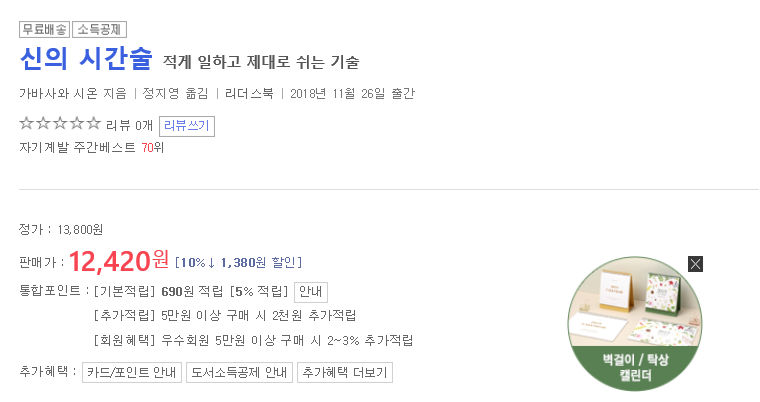 무료배송 소득공제
신의 시간술 적게 일하고 제대로 쉬는 기술
가바사와 시온 지음 | 정지영 옮김 | 리더스북 | 2018년 11월 26일 출간
☆☆☆☆☆ 리뷰 0개 리뷰쓰기
자기계발 주간베스트 70위
정가 : 13,800원
판매가 : 12,420원 [10%↓ 1,380원 할인]
통합포인트 : [기본적립] 690원 적립 [5% 적립] 안내
[추가적립] 5만원 이상 구매 시 2천원 추가적립
[회원혜택] 우수회원 5만원 이상 구매 시 2~3% 추가적립
추가혜택 : 카드/포인트 안내 도서소득공제 안내 추가혜택 더보기
벽걸이 / 탁상
캘린더